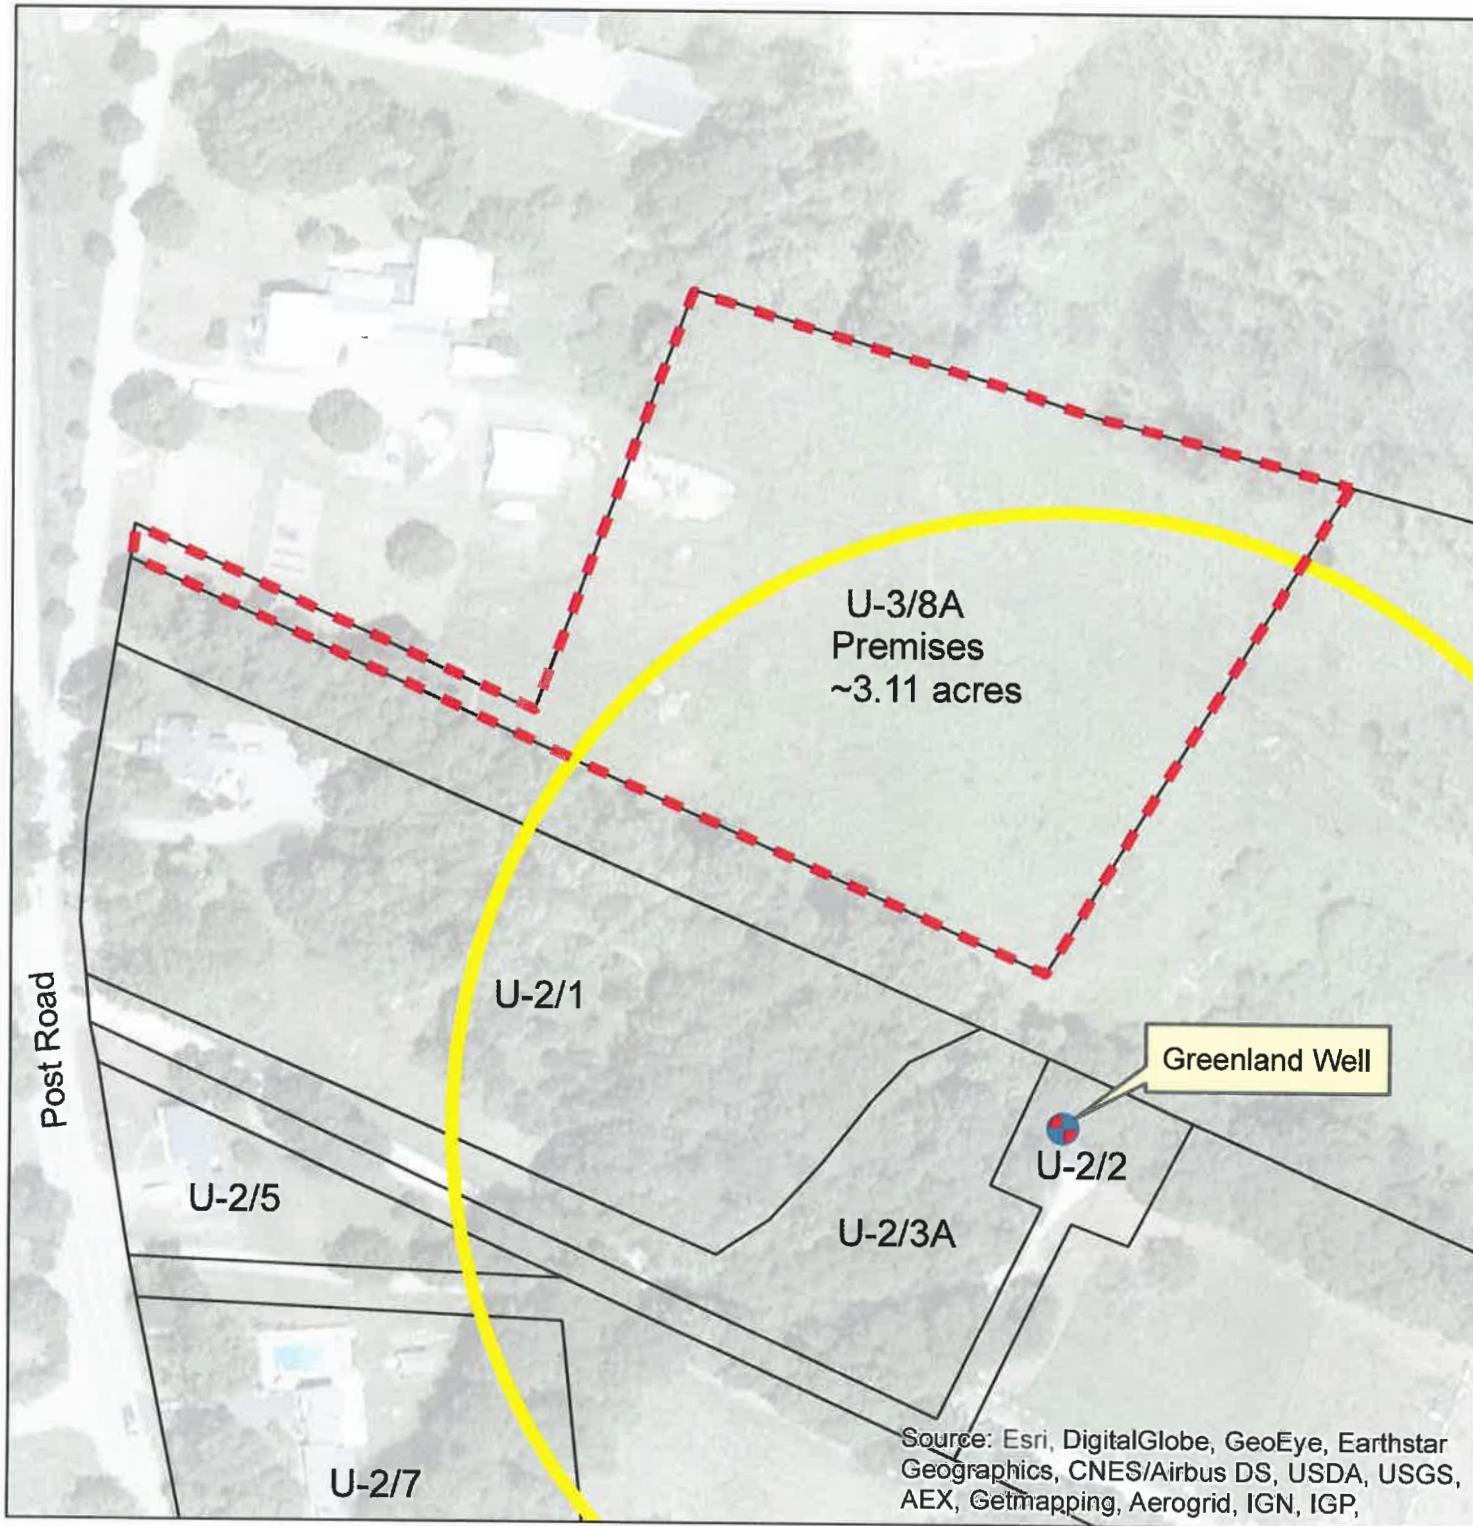 U-3/8A
Premises
~3.11 acres
U-2/1
Post Road
Greenland Well
U-2/2
U-2/5
U-2/3A
U-2/7
Source: Esri, DigitalGlobe, GeoEye, Earthstar
Geographics, CNES/Airbus DS, USDA, USGS,
AEX, Getmapping, Aerogrid, IGN, IGP,